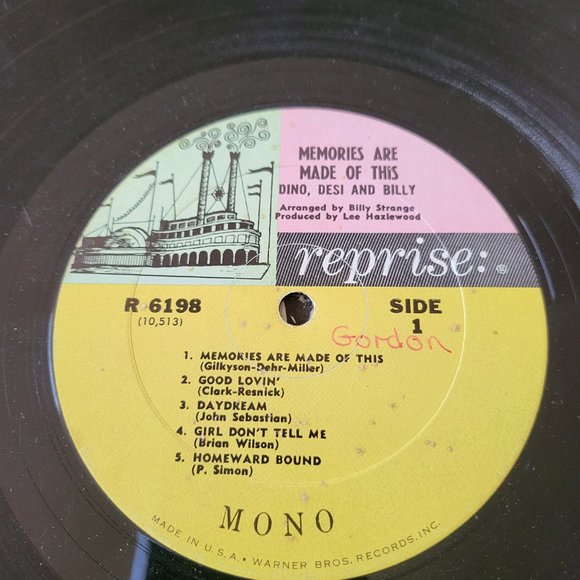 MEMORIES ARE
MADE OF THiS
DINO, DESI AND BILLY
Arranged by Billy Strange
Produced by Lee Hazlewood
reprise:
R 6198
(10,513)
SIDE
1
Gordon
1. MEMORIES ARE MADE OF THIS
(Gilkyson-Dehr-Miller)
2. GOOD LOVIN'
(Clark-Resnick)
3. DAYDREAM
(John Sebastian)
4. GIRL DON'T TELL ME
(Brian Wilson)
5. HOMEWARD BOUND
(P. Simon)
MONO
MADE IN U.S.A. • WARNER BROS. RECORDS, INC.